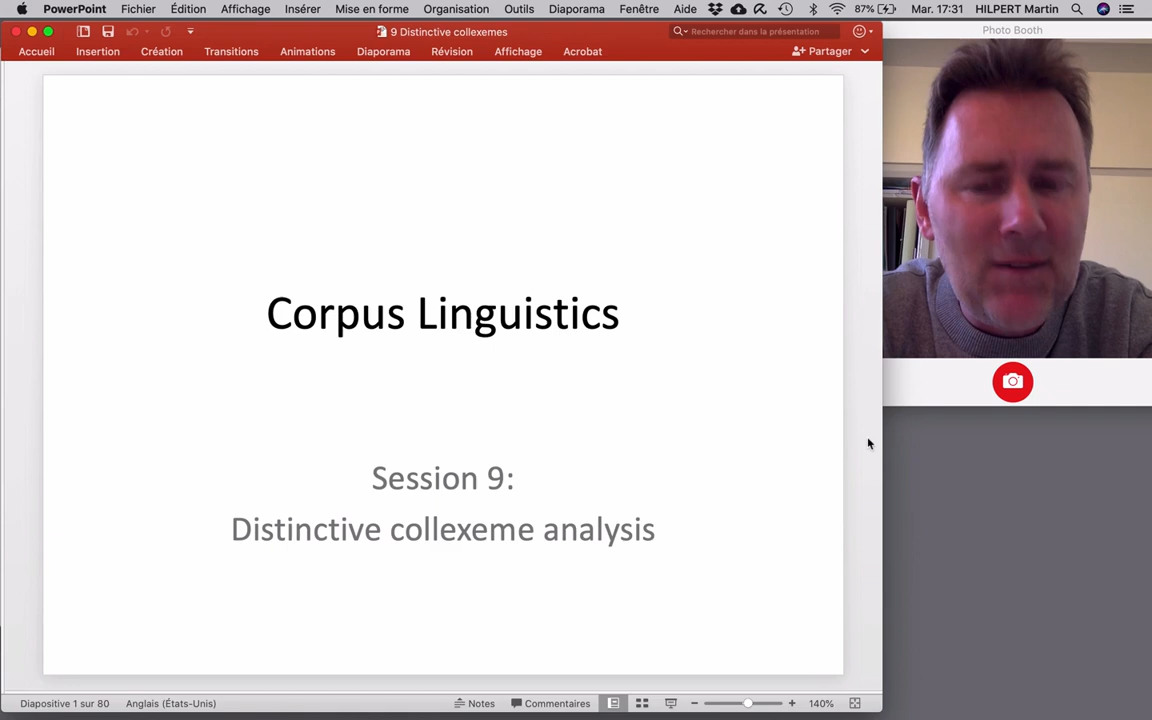 PowerPoint Fichier Édition Affichage Insérer Mise en forme Organisation Outils Diaporama Fenêtre Aide 87% Mar. 17:31 HILPERT Martin
9 Distinctive collexemes
Rechercher dans la présentation
Photo Booth
Accueil Insertion Création Transitions Animations Diaporama Révision Affichage Acrobat Partager
Corpus Linguistics
Session 9:
Distinctive collexeme analysis
Diapositive 1 sur 80 Anglais (États-Unis) Notes Commentaires 140%